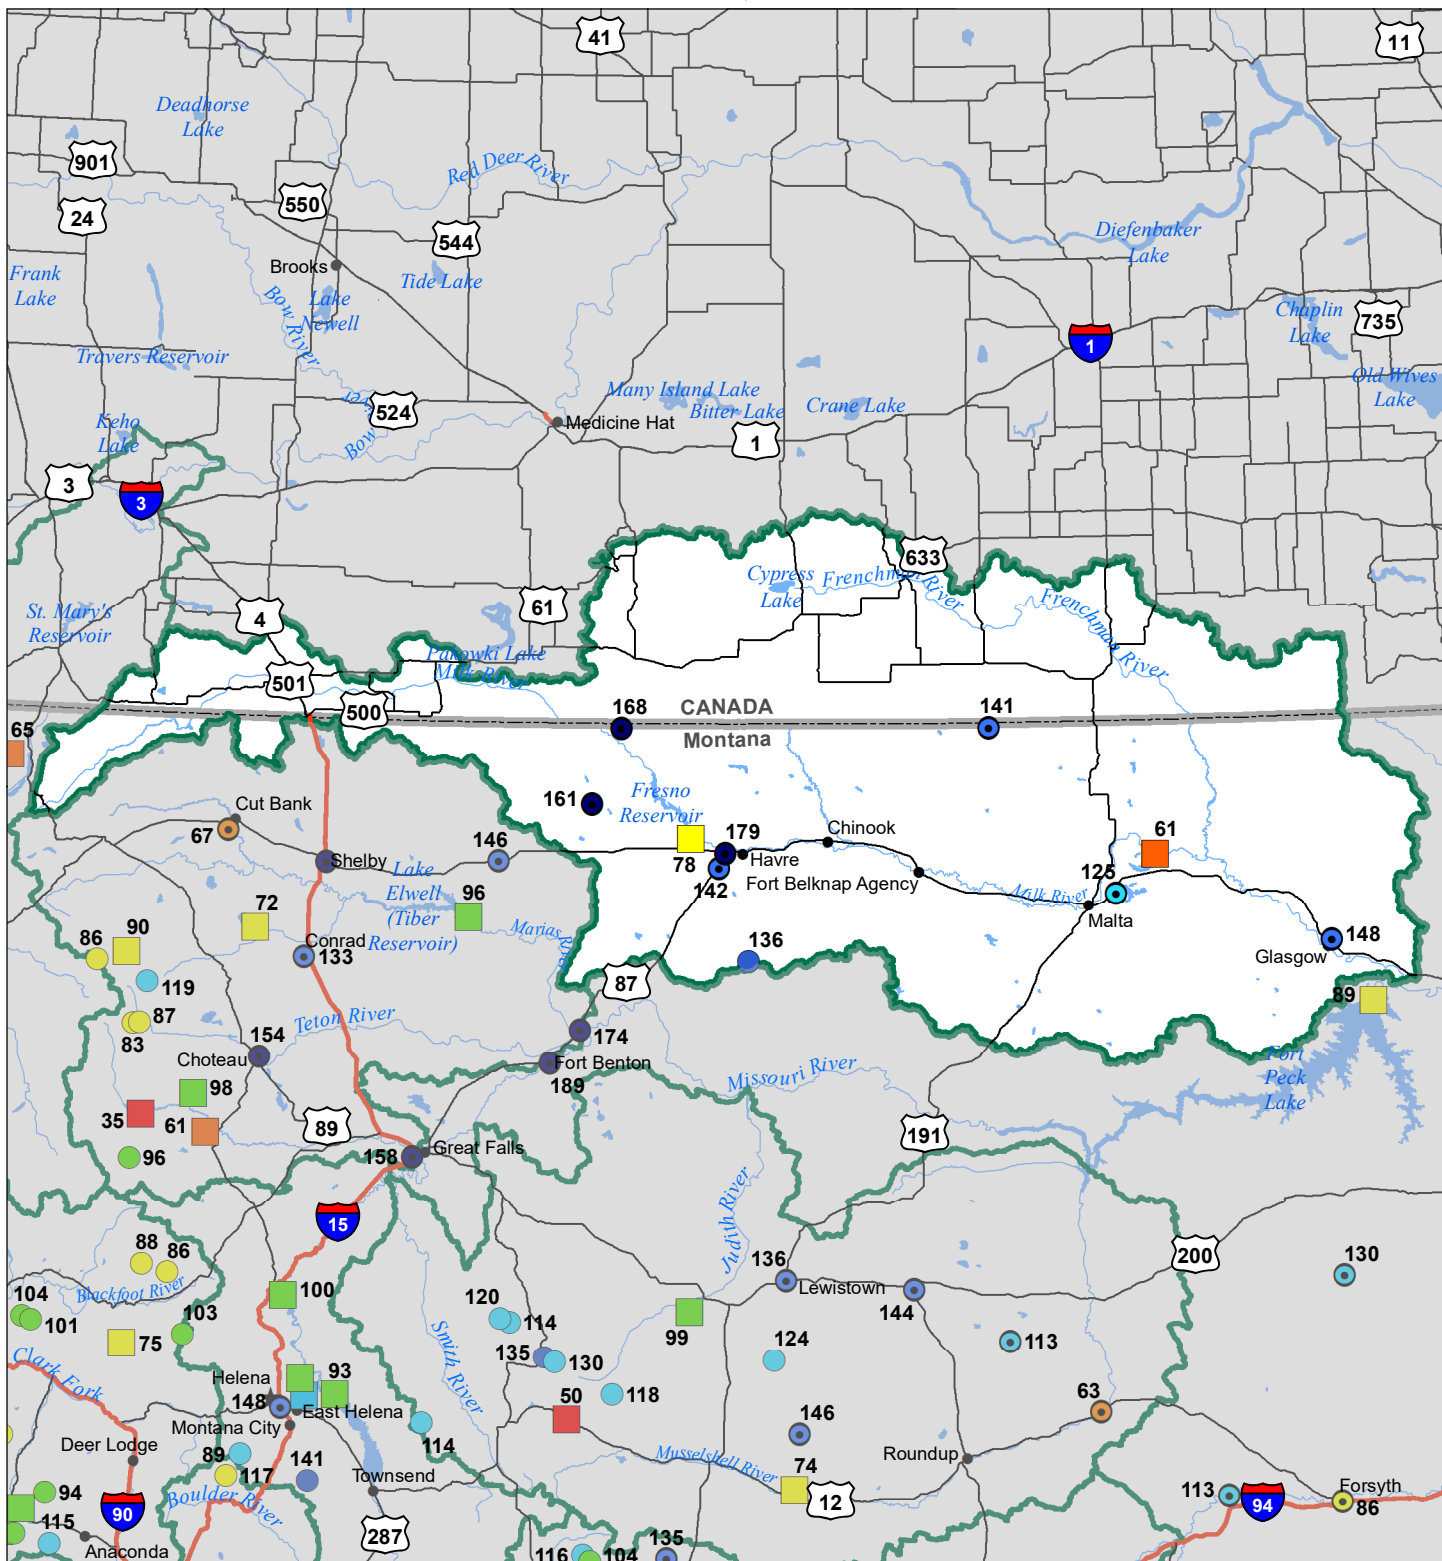 41
11
Deadhorse
Lake
901
Red Deer River
550
24
544
Diefenbaker
Lake
Brooks
Frank
Lake
Tide Lake
Lake
Newell
Bow River
Chaplin
Lake
735
1
Travers Reservoir
Many Island Lake
Bitter Lake
Crane Lake
Old Wives
Lake
524
Keho
Lake
Bow
Medicine Hat
1
3
3
633
Cypress
Lake
Frenchman River
Frenchman River
61
4
St. Mary's
Reservoir
Pakowki Lake
Milk River
501
500
168
CANADA
141
65
Montana
161
Fresno
Reservoir
Cut Bank
67
179
Chinook
61
146
78
Havre
Shelby
Lake
Elwell
(Tiber
Reservoir)
142
Fort Belknap Agency
125
Milk River
72
96
Malta
90
86
Conrad
Marias River
133
136
148
Glasgow
119
87
89
87
83
Teton River
174
154
Choteau
Fort Benton
189
Missouri River
Fort
Peck
Lake
98
35
61
89
191
Great Falls
158
96
15
Judith River
200
88
86
136
130
Blackfoot River
100
Lewistown
144
104
101
103
120
114
99
75
Smith River
135
130
124
113
Clark Fork
Helena
93
118
148
East Helena
50
63
Montana City
114
146
Deer Lodge
Roundup
89
117
141
Townsend
Musselshell River
74
12
94
Boulder River
113
94
Forsyth
86
90
115
287
Anaconda
116
104
135